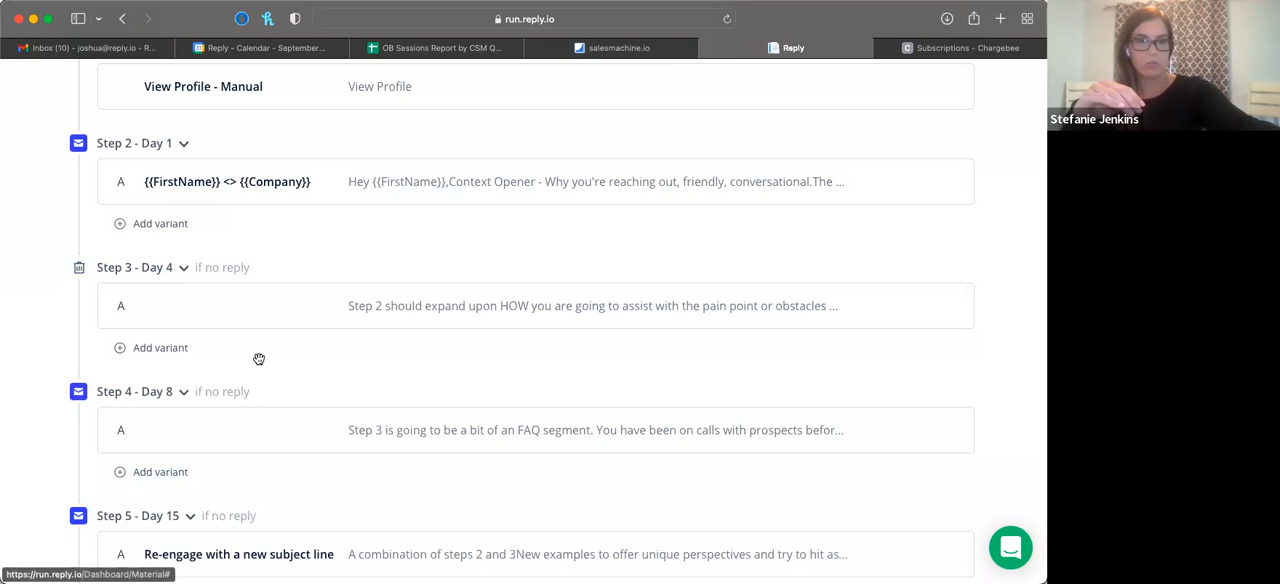 run.reply.io
Inbox (10) - joshua@reply.io - R...
Reply - Calendar - September...
OB Sessions Report by CSM Q...
salesmachine.io
Reply
Subscriptions - Chargebee
View Profile - Manual View Profile
Step 2 - Day 1
A {{FirstName}} <> {{Company}} Hey {{FirstName}},Context Opener - Why you're reaching out, friendly, conversational.The ...
Add variant
Step 3 - Day 4 if no reply
A Step 2 should expand upon HOW you are going to assist with the pain point or obstacles ...
Add variant
Step 4 - Day 8 if no reply
A Step 3 is going to be a bit of an FAQ segment. You have been on calls with prospects befor...
Add variant
Step 5 - Day 15 if no reply
A Re-engage with a new subject line A combination of steps 2 and 3New examples to offer unique perspectives and try to hit as...
https://run.reply.io/Dashboard/Material#
Stefanie Jenkins